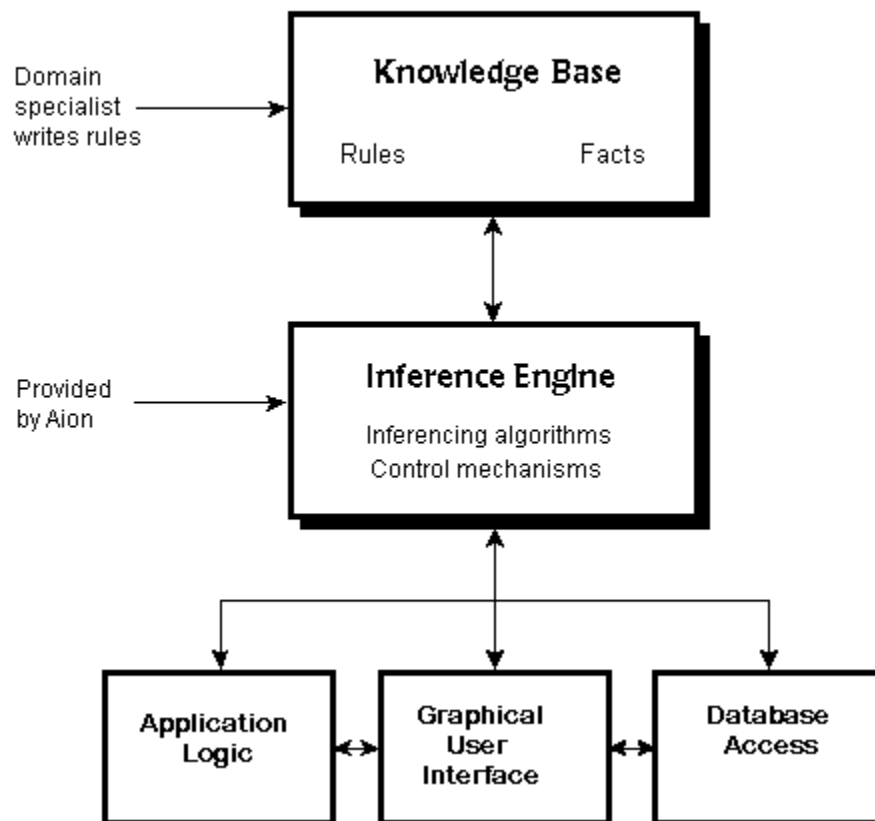 Knowledge Base
Domain
specialist
writes rules
Rules Facts
Inference Engine
Provided
by Aion
Inferencing algorithms
Control mechanisms
Application
Logic
Graphical
User
Interface
Database
Access